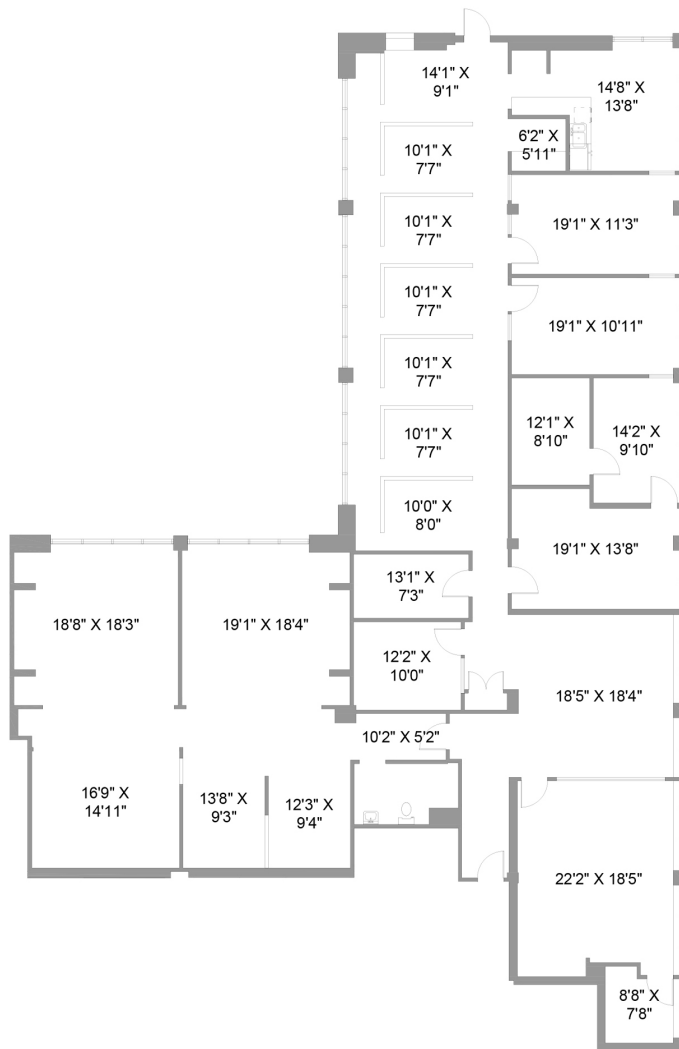 14'1" X
9'1"
14'8" X
13'8"
6'2" X
5'11"
10'1" X
7'7"
10'1" X
7'7"
19'1" X 11'3"
10'1" X
7'7"
19'1" X 10'11"
10'1" X
7'7"
10'1" X
7'7"
12'1" X
8'10"
14'2" X
9'10"
10'0" X
8'0"
19'1" X 13'8"
13'1" X
7'3"
18'8" X 18'3"
19'1" X 18'4"
12'2" X
10'0"
18'5" X 18'4"
10'2" X 5'2"
16'9" X
14'11"
13'8" X
9'3"
12'3" X
9'4"
22'2" X 18'5"
8'8" X
7'8"